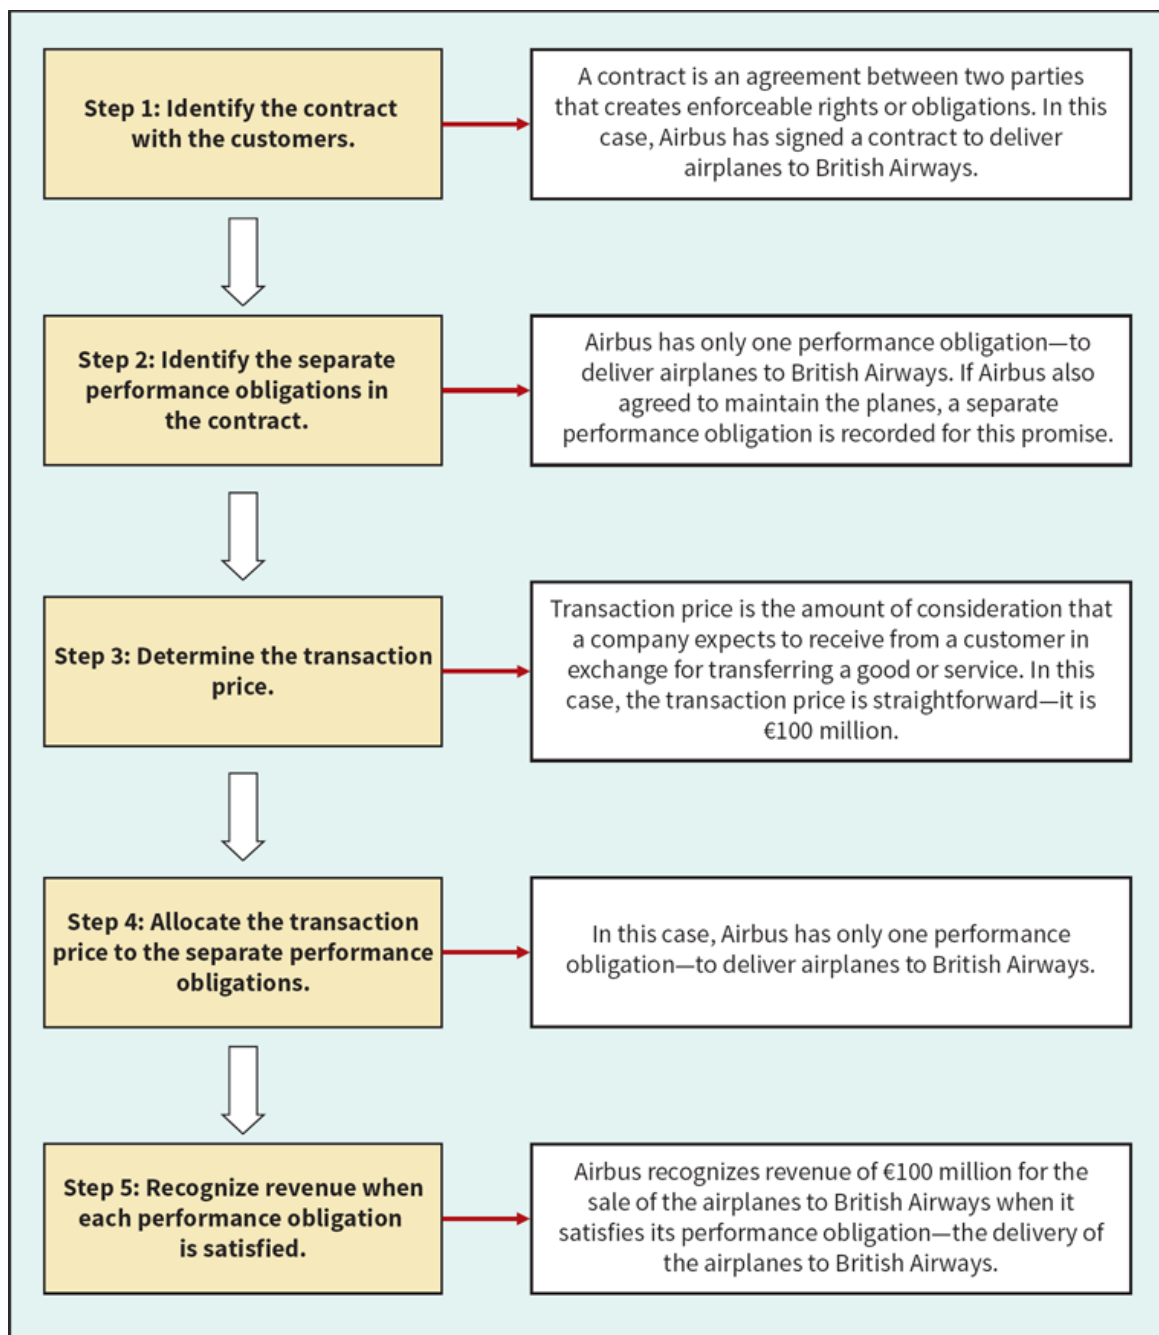 Step 1: Identify the contract
with the customers.
A contract is an agreement between two parties
that creates enforceable rights or obligations. In this
case, Airbus has signed a contract to deliver
airplanes to British Airways.
Step 2: Identify the separate
performance obligations in
the contract.
Airbus has only one performance obligation—to
deliver airplanes to British Airways. If Airbus also
agreed to maintain the planes, a separate
performance obligation is recorded for this promise.
Step 3: Determine the transaction
price.
Transaction price is the amount of consideration that
a company expects to receive from a customer in
exchange for transferring a good or service. In this
case, the transaction price is straightforward—it is
€100 million.
Step 4: Allocate the transaction
price to the separate performance
obligations.
In this case, Airbus has only one performance
obligation—to deliver airplanes to British Airways.
Step 5: Recognize revenue when
each performance obligation
is satisfied.
Airbus recognizes revenue of €100 million for the
sale of the airplanes to British Airways when it
satisfies its performance obligation—the delivery of
the airplanes to British Airways.